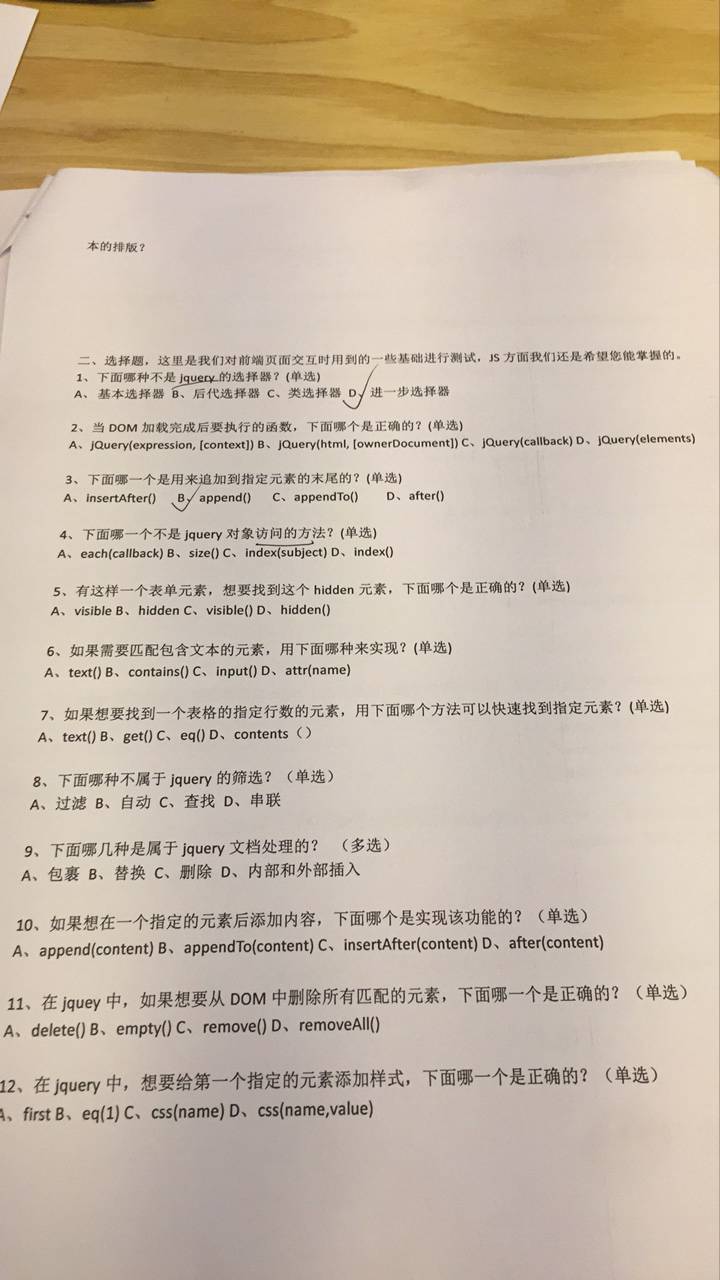 本的排版？
二、选择题，这里是我们对前端页面交互时用到的一些基础进行测试，JS 方面我们还是希望您能掌握的。
1、下面哪种不是 jquery 的选择器？(单选)
A、 基本选择器 B、后代选择器 C、类选择器 D、进一步选择器
2、当 DOM 加载完成后要执行的函数，下面哪个是正确的？(单选)
A、jQuery(expression, [context]) B、jQuery(html, [ownerDocument]) C、jQuery(callback) D、jQuery(elements)
3、下面哪一个是用来追加到指定元素的末尾的？(单选)
A、insertAfter() B、append() C、appendTo() D、after()
4、下面哪一个不是 jquery 对象访问的方法？(单选)
A、each(callback) B、size() C、index(subject) D、index()
5、有这样一个表单元素，想要找到这个 hidden 元素，下面哪个是正确的？(单选)
A、visible B、hidden C、visible() D、hidden()
6、如果需要匹配包含文本的元素，用下面哪种来实现？(单选)
A、text() B、contains() C、input() D、attr(name)
7、如果想要找到一个表格的指定行数的元素，用下面哪个方法可以快速找到指定元素？(单选)
A、text() B、get() C、eq() D、contents（）
8、下面哪种不属于 jquery 的筛选？（单选）
A、过滤 B、自动 C、查找 D、串联
9、下面哪几种是属于 jquery 文档处理的？ （多选）
A、包裹 B、替换 C、删除 D、内部和外部插入
10、如果想在一个指定的元素后添加内容，下面哪个是实现该功能的？（单选）
A、append(content) B、appendTo(content) C、insertAfter(content) D、after(content)
11、在 jquey 中，如果想要从 DOM 中删除所有匹配的元素，下面哪一个是正确的？（单选）
A、delete() B、empty() C、remove() D、removeAll()
12、在 jquery 中，想要给第一个指定的元素添加样式，下面哪一个是正确的？（单选）
A、first B、eq(1) C、css(name) D、css(name,value)